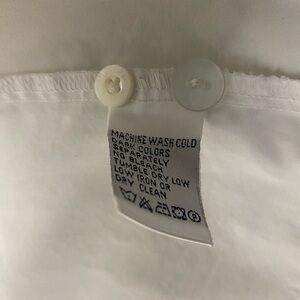 MACHINE WASH COLD
DARK COLORS
SEPARATELY
NO BLEACH
TUMBLE DRY LOW
LOW IRON OR
DRY CLEAN
P